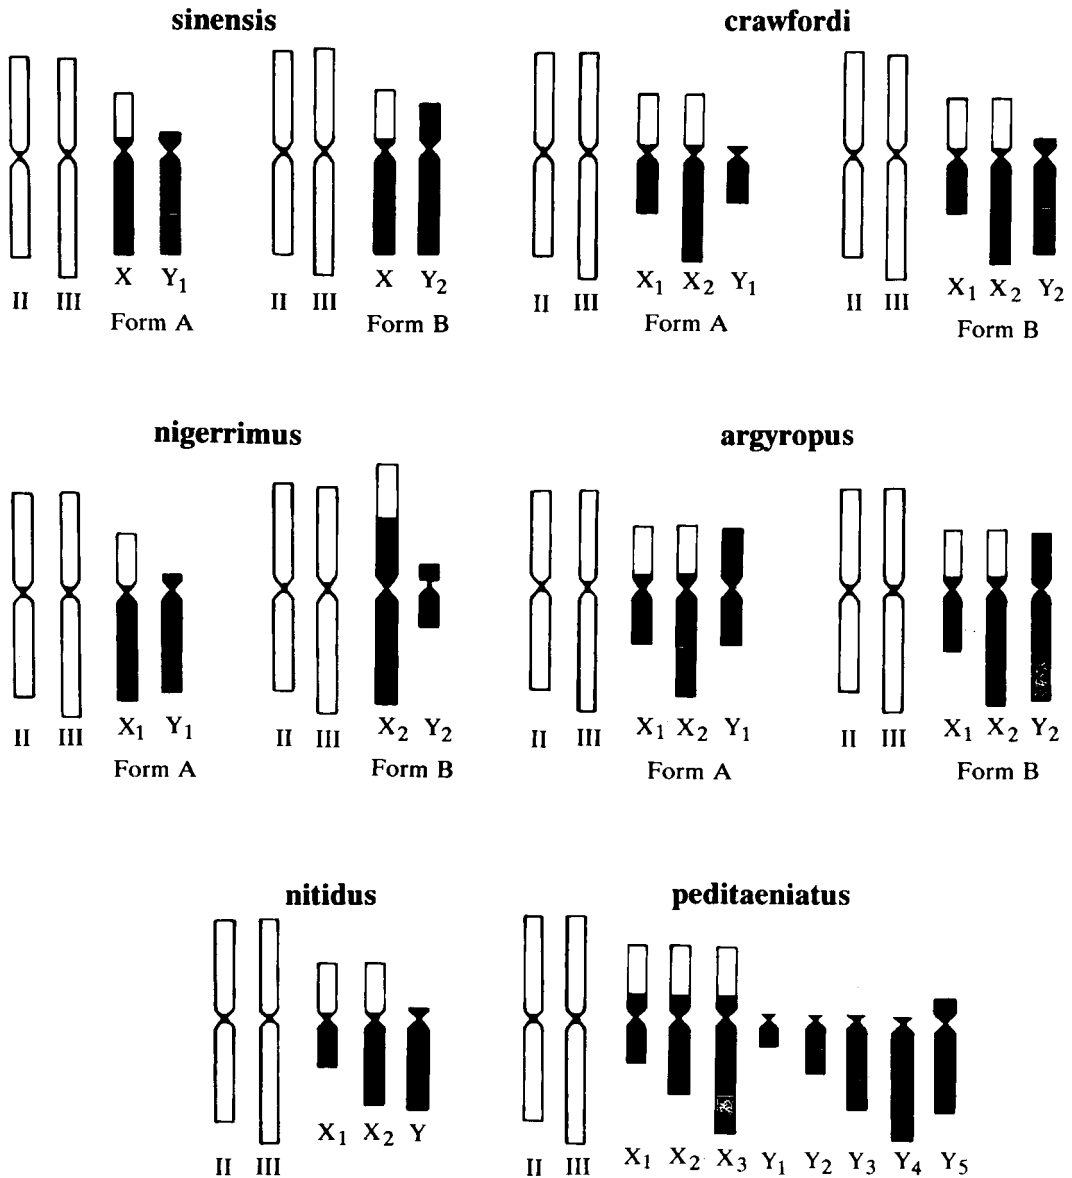 sinensis crawfordi
X Y1 X Y2 X1 X2 Y1 X1 X2 Y2
II III II III II III II III
Form A Form B Form A Form B
nigerrimus argyropus
X1 Y1 X2 Y2 X1 X2 Y1 X1 X2 Y2
II III II III II III II III
Form A Form B Form A Form B
nitidus peditaeniatus
X1 X2 Y X1 X2 X3 Y1 Y2 Y3 Y4 Y5
II III II III